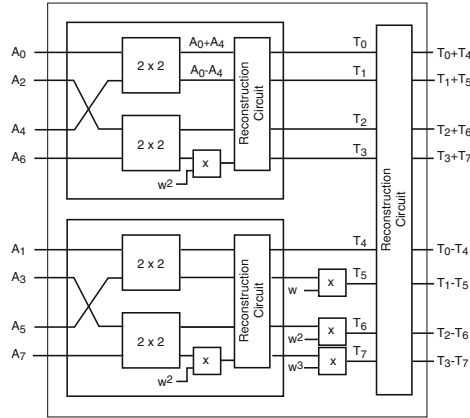 A0
A2
A4
A6
2 x 2
2 x 2
A0+A4
A0-A4
x
w2
Reconstruction
Circuit
T0
T1
T2
T3
A1
A3
A5
A7
2 x 2
2 x 2
x
w2
Reconstruction
Circuit
T4
w
x
T5
w2
x
T6
w3
x
T7
Reconstruction
Circuit
T0+T4
T1+T5
T2+T6
T3+T7
T0-T4
T1-T5
T2-T6
T3-T7